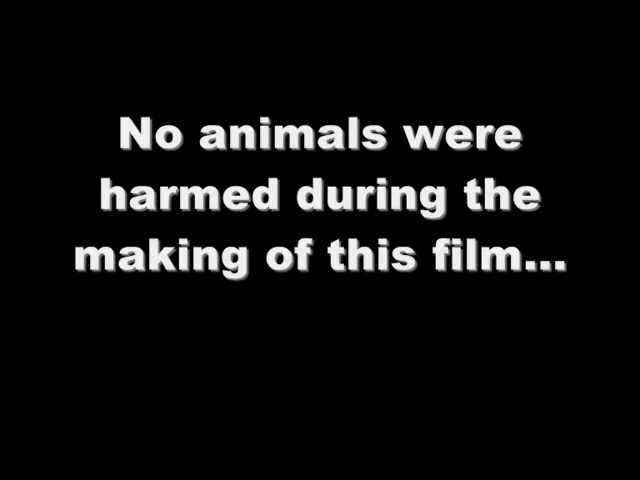 No animals were
harmed during the
making of this film...